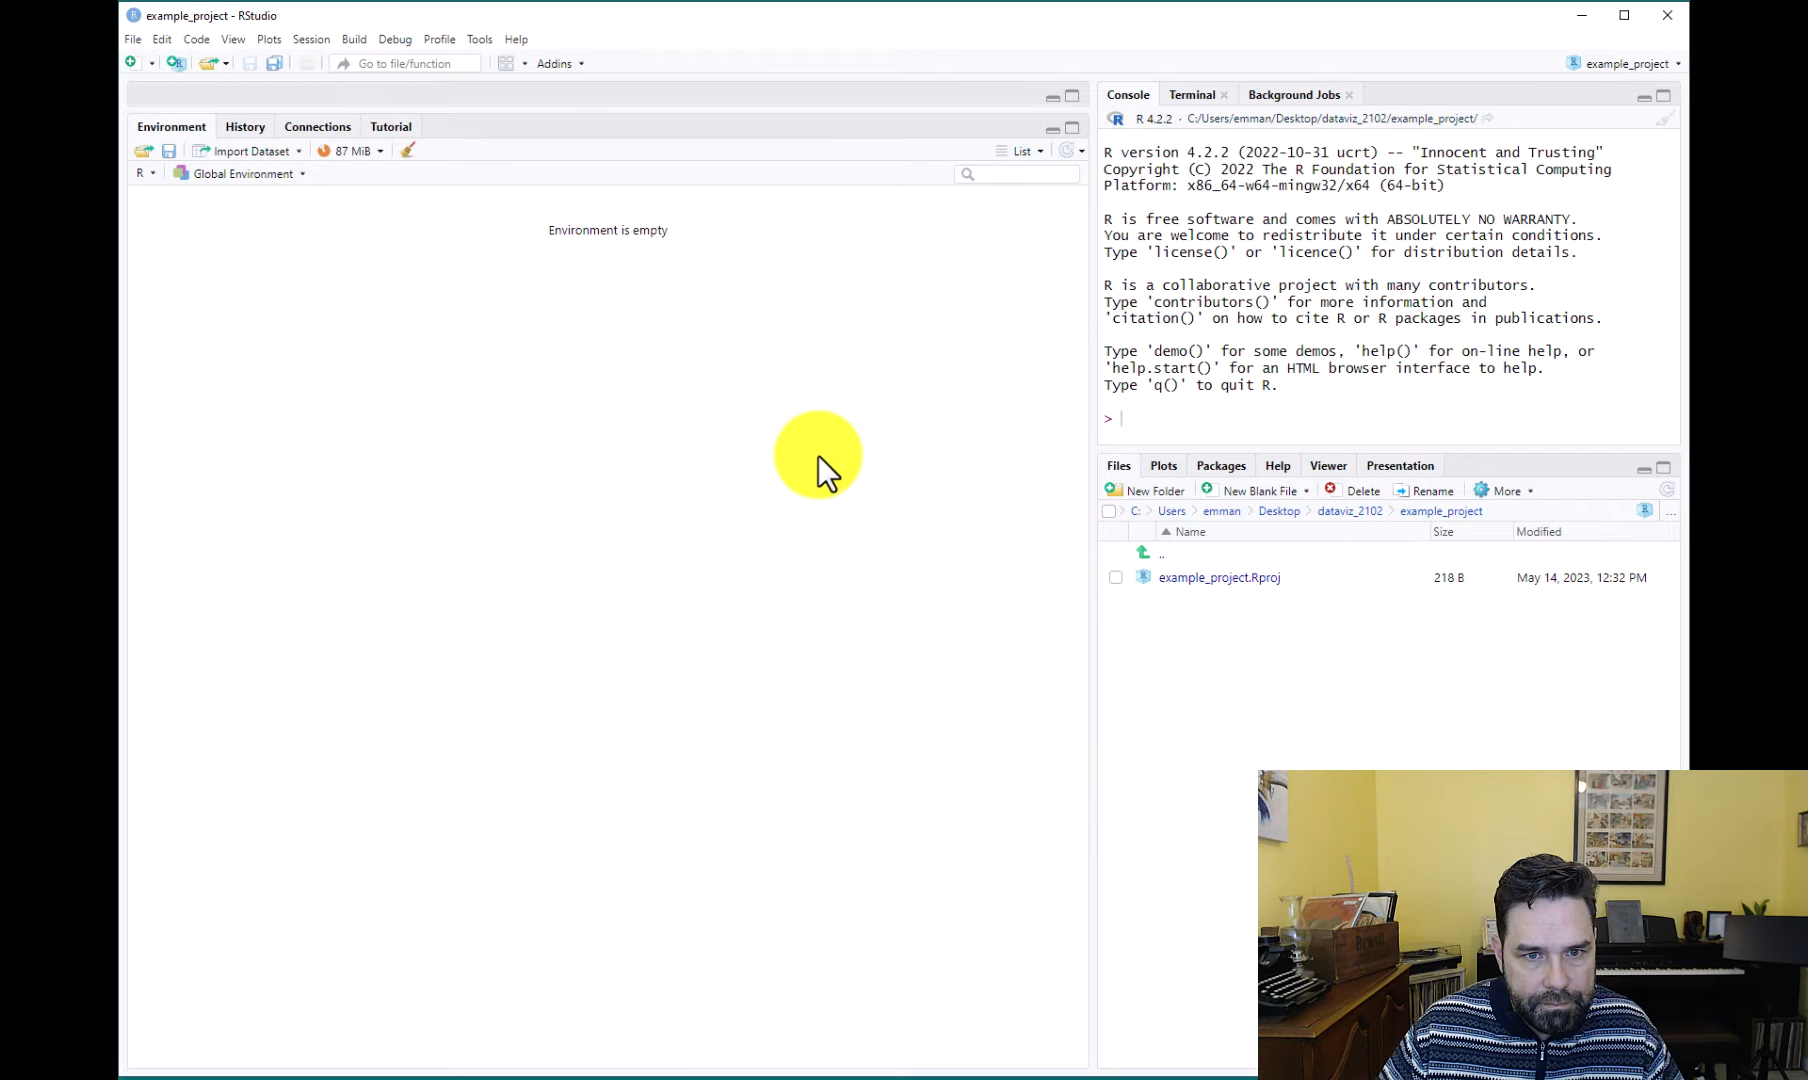 example_project - RStudio
File Edit Code View Plots Session Build Debug Profile Tools Help
Go to file/function Addins example_project
Environment History Connections Tutorial
Import Dataset 87 MiB List
R Global Environment
Environment is empty
Console Terminal Background Jobs
R 4.2.2 · C:/Users/emman/Desktop/dataviz_2102/example_project/
R version 4.2.2 (2022-10-31 ucrt) -- "Innocent and Trusting"
Copyright (C) 2022 The R Foundation for Statistical Computing
Platform: x86_64-w64-mingw32/x64 (64-bit)
R is free software and comes with ABSOLUTELY NO WARRANTY.
You are welcome to redistribute it under certain conditions.
Type 'license()' or 'licence()' for distribution details.
R is a collaborative project with many contributors.
Type 'contributors()' for more information and
'citation()' on how to cite R or R packages in publications.
Type 'demo()' for some demos, 'help()' for on-line help, or
'help.start()' for an HTML browser interface to help.
Type 'q()' to quit R.
>
Files Plots Packages Help Viewer Presentation
New Folder New Blank File Delete Rename More
C: Users emman Desktop dataviz_2102 example_project ...
Name Size Modified
..
example_project.Rproj 218 B May 14, 2023, 12:32 PM